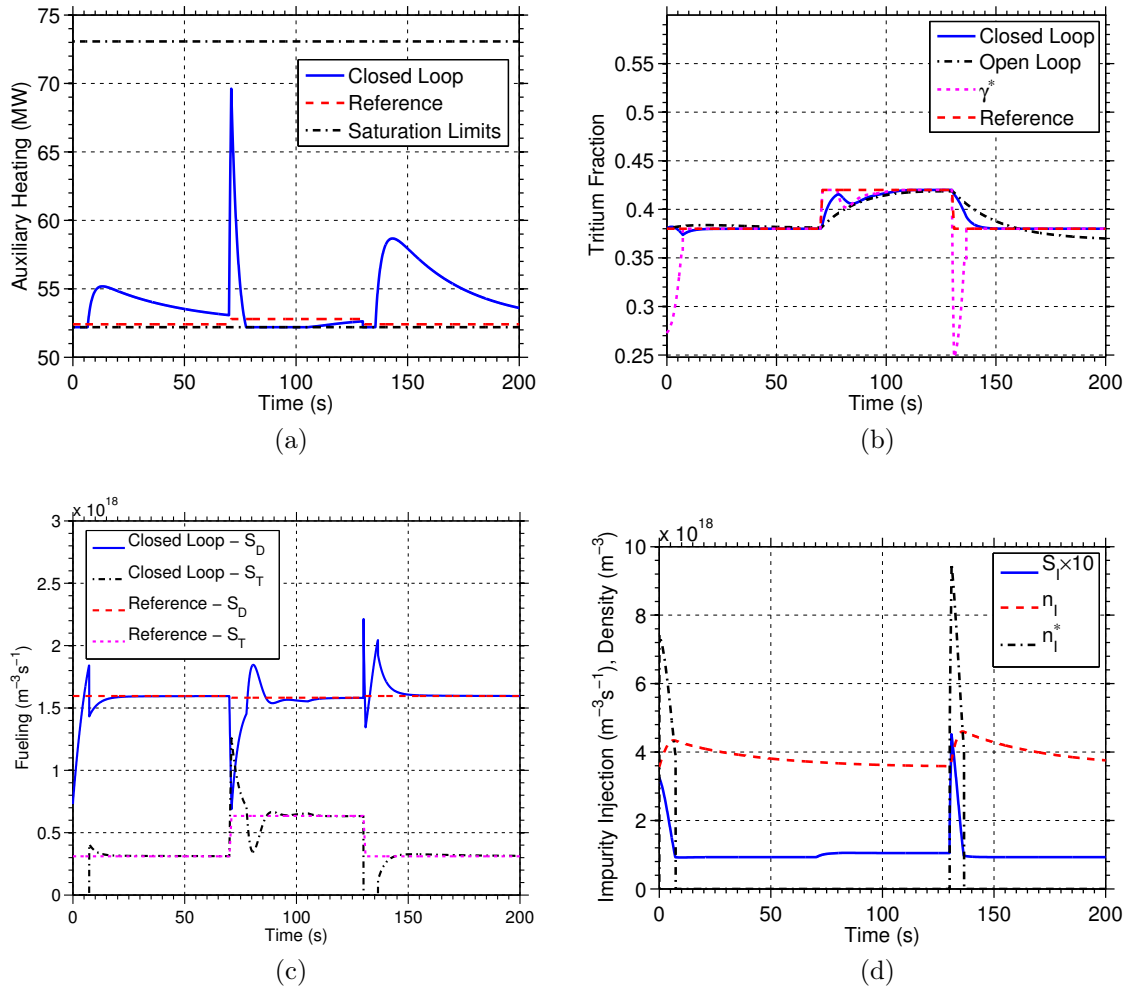 75
70
65
60
55
50
Auxiliary Heating (MW)
Closed Loop
Reference
Saturation Limits
0 50 100 150 200
Time (s)
(a)
0.55
0.5
0.45
0.4
0.35
0.3
0.25
Tritium Fraction
Closed Loop
Open Loop
γ*
Reference
0 50 100 150 200
Time (s)
(b)
x 10^18
3
2.5
2
1.5
1
0.5
0
Fueling (m^−3 s^−1)
Closed Loop − S_D
Closed Loop − S_T
Reference − S_D
Reference − S_T
0 50 100 150 200
Time (s)
(c)
x 10^18
10
8
6
4
2
0
Impurity Injection (m^−3 s^−1), Density (m^−3)
S_I×10
n_I
n_I^*
0 50 100 150 200
Time (s)
(d)